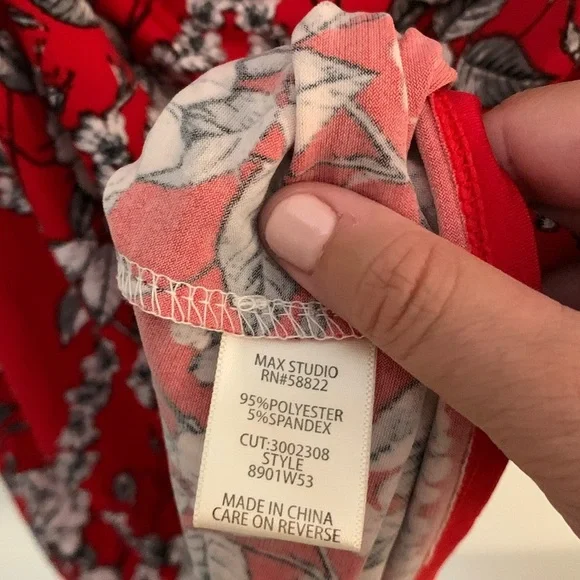 MAX STUDIO
RN#58822
95%POLYESTER
5%SPANDEX
CUT:3002308
STYLE
8901W53
MADE IN CHINA
CARE ON REVERSE